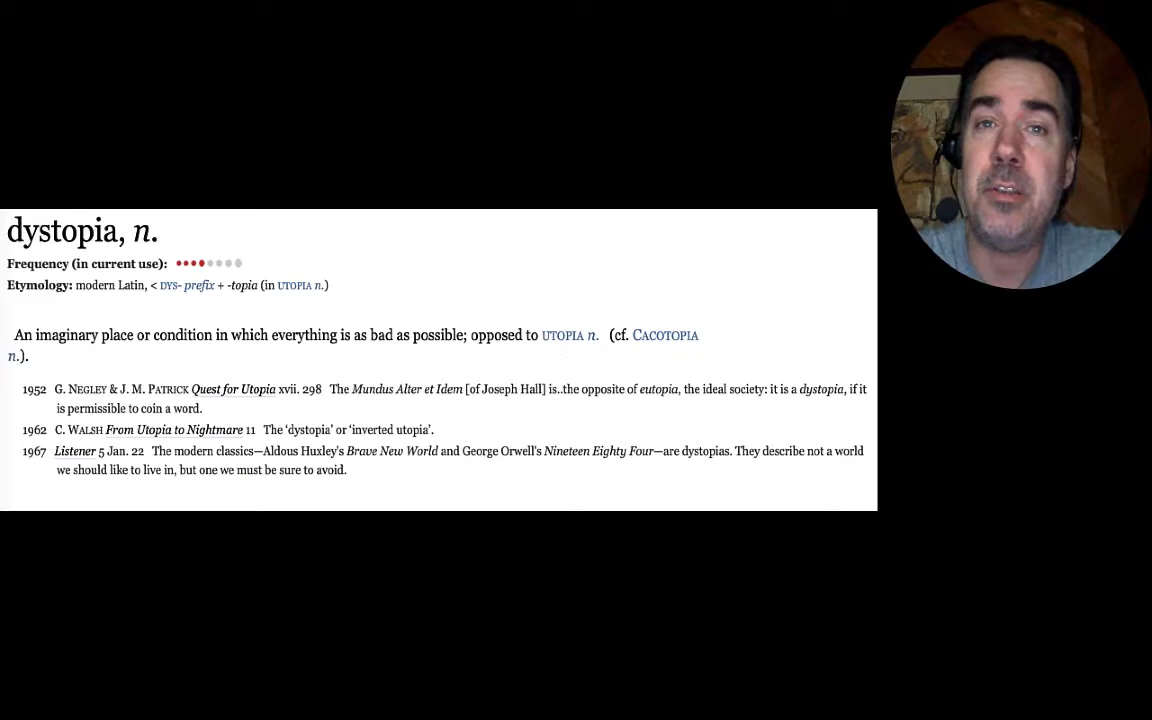 dystopia, n.
Frequency (in current use):
Etymology: modern Latin, < DYS- prefix + -topia (in UTOPIA n.)
An imaginary place or condition in which everything is as bad as possible; opposed to UTOPIA n. (cf. CACOTOPIA
n.).
1952 G. NEGLEY & J. M. PATRICK Quest for Utopia xvii. 298 The Mundus Alter et Idem [of Joseph Hall] is..the opposite of eutopia, the ideal society: it is a dystopia, if it
is permissible to coin a word.
1962 C. WALSH From Utopia to Nightmare 11 The ‘dystopia’ or ‘inverted utopia’.
1967 Listener 5 Jan. 22 The modern classics—Aldous Huxley's Brave New World and George Orwell's Nineteen Eighty Four—are dystopias. They describe not a world
we should like to live in, but one we must be sure to avoid.